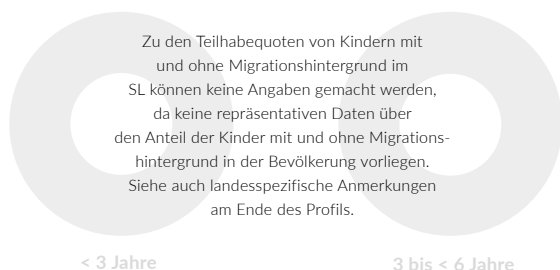 Zu den Teilhabequoten von Kindern mit
und ohne Migrationshintergrund im
SL können keine Angaben gemacht werden,
da keine repräsentativen Daten über
den Anteil der Kinder mit und ohne Migrations-
hintergrund in der Bevölkerung vorliegen.
Siehe auch landesspezifische Anmerkungen
am Ende des Profils.
< 3 Jahre
3 bis < 6 Jahre